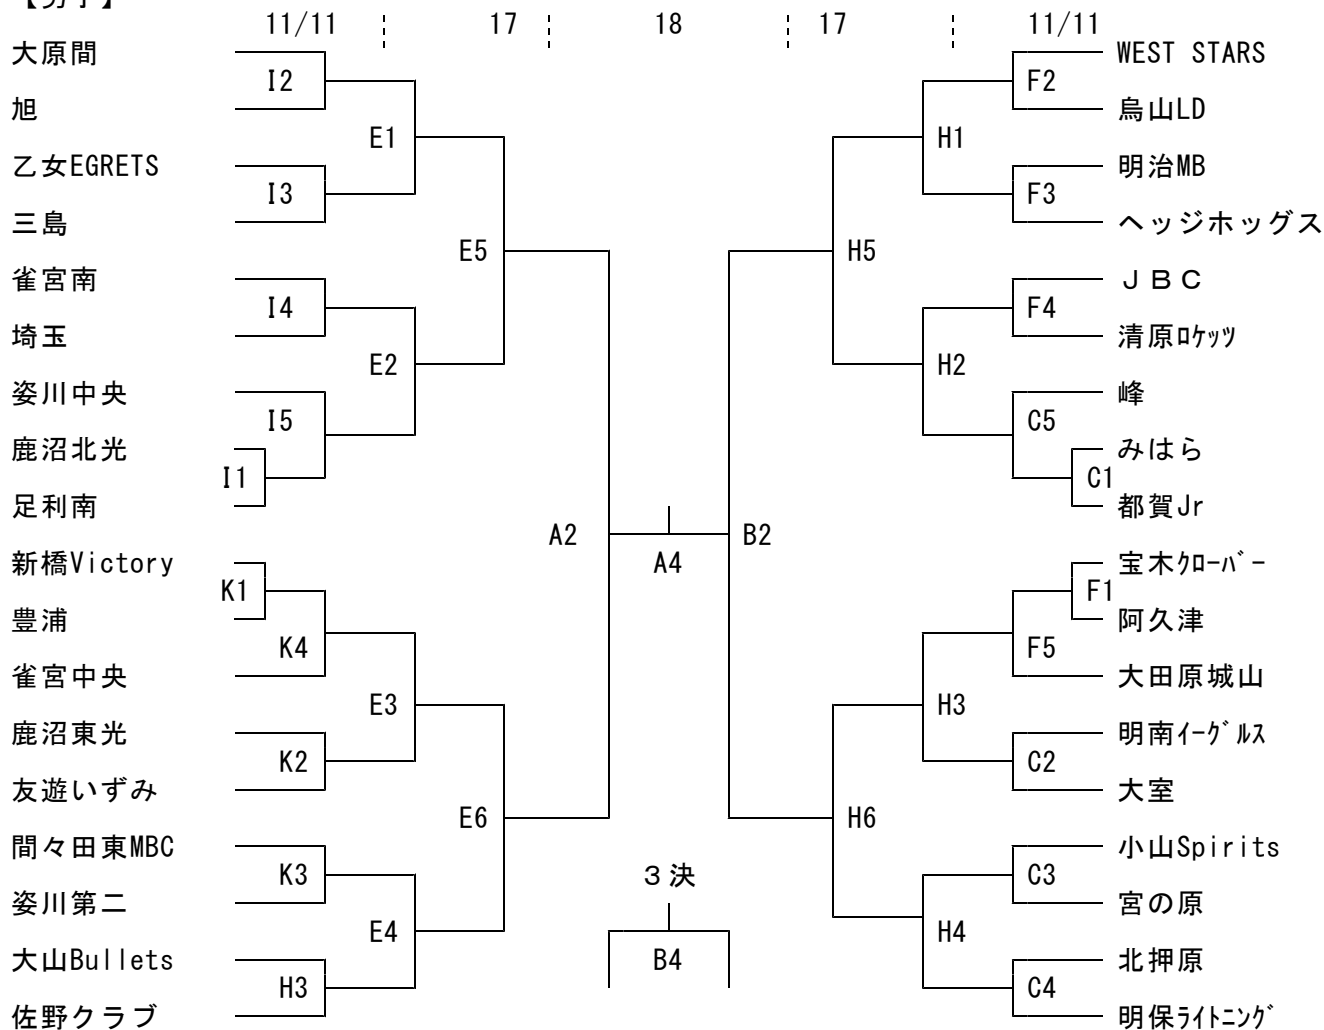 【男子】
11/11 17 18 17 11/11
大原間
I2
旭
E1
乙女EGRETS
I3
三島
E5
雀宮南
I4
埼玉
E2
姿川中央
I5
鹿沼北光
I1
足利南
A2
新橋Victory
K1
豊浦
K4
雀宮中央
E3
鹿沼東光
K2
友遊いずみ
E6
間々田東MBC
K3
姿川第二
E4
大山Bullets
H3
佐野クラブ
A4
3決
B4
WEST STARS
F2
烏山LD
H1
明治MB
F3
ヘッジホッグス
H5
JBC
F4
清原ロケッツ
H2
峰
C5
みはら
C1
都賀Jr
B2
宝木クローバー
F1
阿久津
F5
大田原城山
H3
明南イーグルス
C2
大室
H6
小山Spirits
C3
宮の原
H4
北押原
C4
明保ライトニング